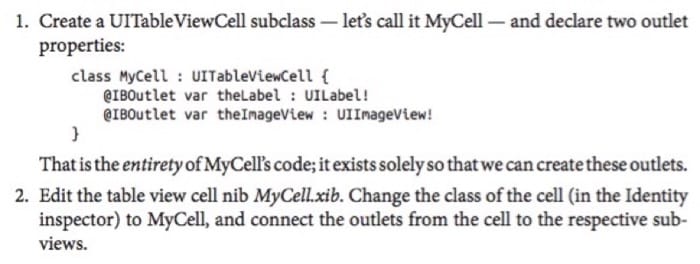 1. Create a UITableViewCell subclass — let's call it MyCell — and declare two outlet
properties:
class MyCell : UITableViewCell {
@IBOutlet var theLabel : UILabel!
@IBOutlet var theImageView : UIImageView!
}
That is the entirety of MyCell's code; it exists solely so that we can create these outlets.
2. Edit the table view cell nib MyCell.xib. Change the class of the cell (in the Identity
inspector) to MyCell, and connect the outlets from the cell to the respective sub-
views.